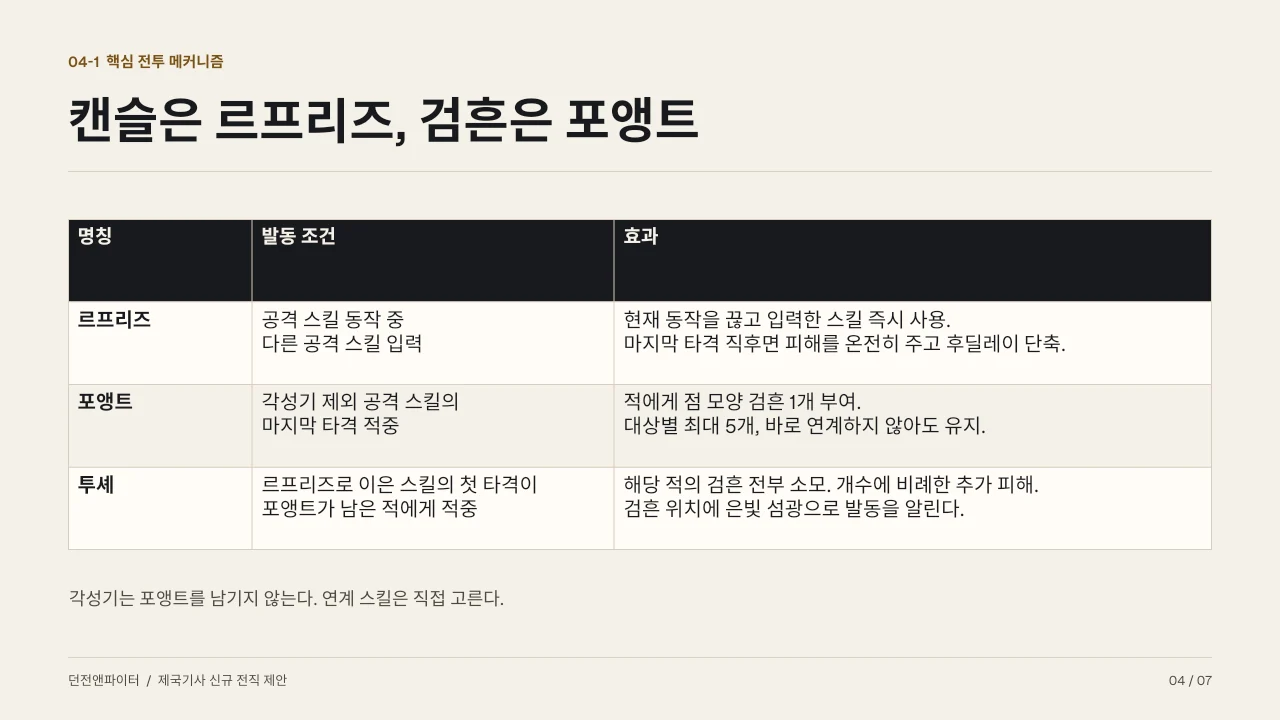 04-1 핵심 전투 메커니즘
캔슬은 르프리즈, 검흔은 포앵트
명칭
발동 조건
효과
르프리즈
공격 스킬 동작 중
다른 공격 스킬 입력
현재 동작을 끊고 입력한 스킬 즉시 사용.
마지막 타격 직후면 피해를 온전히 주고 후딜레이 단축.
포앵트
각성기 제외 공격 스킬의
마지막 타격 적중
적에게 점 모양 검흔 1개 부여.
대상별 최대 5개, 바로 연계하지 않아도 유지.
투셰
르프리즈로 이은 스킬의 첫 타격이
포앵트가 남은 적에게 적중
해당 적의 검흔 전부 소모. 개수에 비례한 추가 피해.
검흔 위치에 은빛 섬광으로 발동을 알린다.
각성기는 포앵트를 남기지 않는다. 연계 스킬은 직접 고른다.
던전앤파이터 / 제국기사 신규 전직 제안
04 / 07